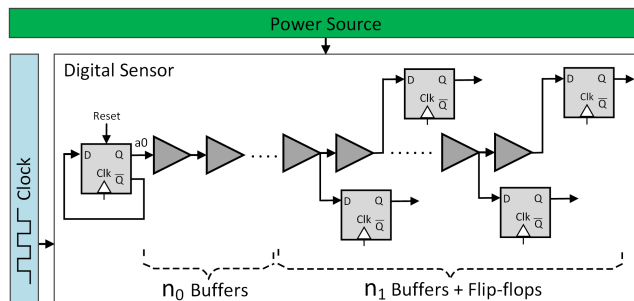 Power Source
Clock
Digital Sensor
Reset
a0
D Q
Clk
Q
D Q
Clk
Q
D Q
Clk
Q
D Q
Clk
Q
D Q
Clk
Q
n0 Buffers
n1 Buffers + Flip-flops